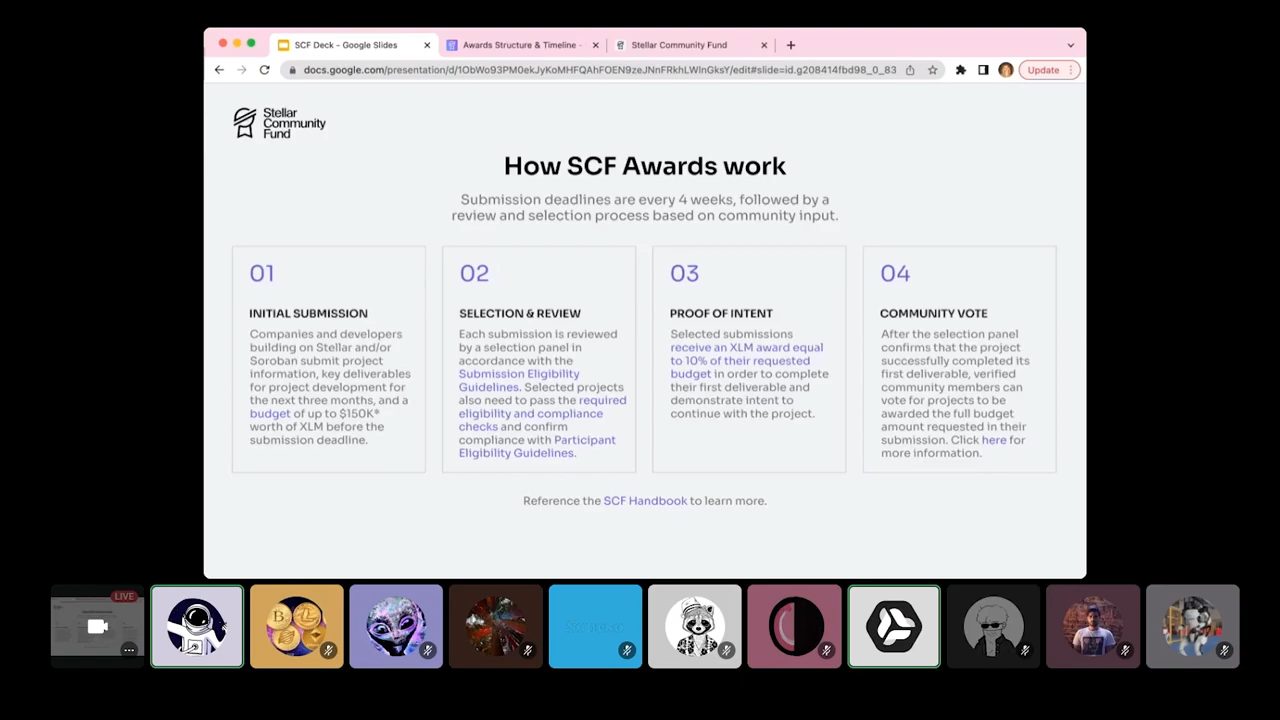 SCF Deck - Google Slides
Awards Structure & Timeline -
Stellar Community Fund
docs.google.com/presentation/d/1ObWo93PM0ekJyKoMHFQAhFOEN9zeJNnFRkhLWlnGksY/edit#slide=id.g208414fbd98_0_83
Update
Stellar
Community
Fund
How SCF Awards work
Submission deadlines are every 4 weeks, followed by a
review and selection process based on community input.
01
INITIAL SUBMISSION
Companies and developers
building on Stellar and/or
Soroban submit project
information, key deliverables
for project development for
the next three months, and a
budget of up to $150K*
worth of XLM before the
submission deadline.
02
SELECTION & REVIEW
Each submission is reviewed
by a selection panel in
accordance with the
Submission Eligibility
Guidelines. Selected projects
also need to pass the required
eligibility and compliance
checks and confirm
compliance with Participant
Eligibility Guidelines.
03
PROOF OF INTENT
Selected submissions
receive an XLM award equal
to 10% of their requested
budget in order to complete
their first deliverable and
demonstrate intent to
continue with the project.
04
COMMUNITY VOTE
After the selection panel
confirms that the project
successfully completed its
first deliverable, verified
community members can
vote for projects to be
awarded the full budget
amount requested in their
submission. Click here for
more information.
Reference the SCF Handbook to learn more.
LIVE